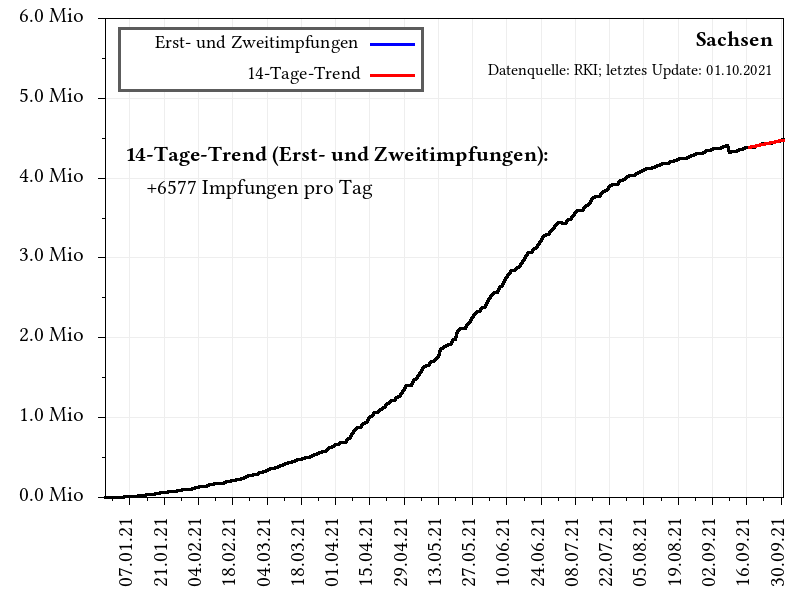 6.0 Mio
5.0 Mio
4.0 Mio
3.0 Mio
2.0 Mio
1.0 Mio
0.0 Mio
Erst- und Zweitimpfungen
14-Tage-Trend
Sachsen
Datenquelle: RKI; letztes Update: 01.10.2021
14-Tage-Trend (Erst- und Zweitimpfungen):
+6577 Impfungen pro Tag
07.01.21
21.01.21
04.02.21
18.02.21
04.03.21
18.03.21
01.04.21
15.04.21
29.04.21
13.05.21
27.05.21
10.06.21
24.06.21
08.07.21
22.07.21
05.08.21
19.08.21
02.09.21
16.09.21
30.09.21